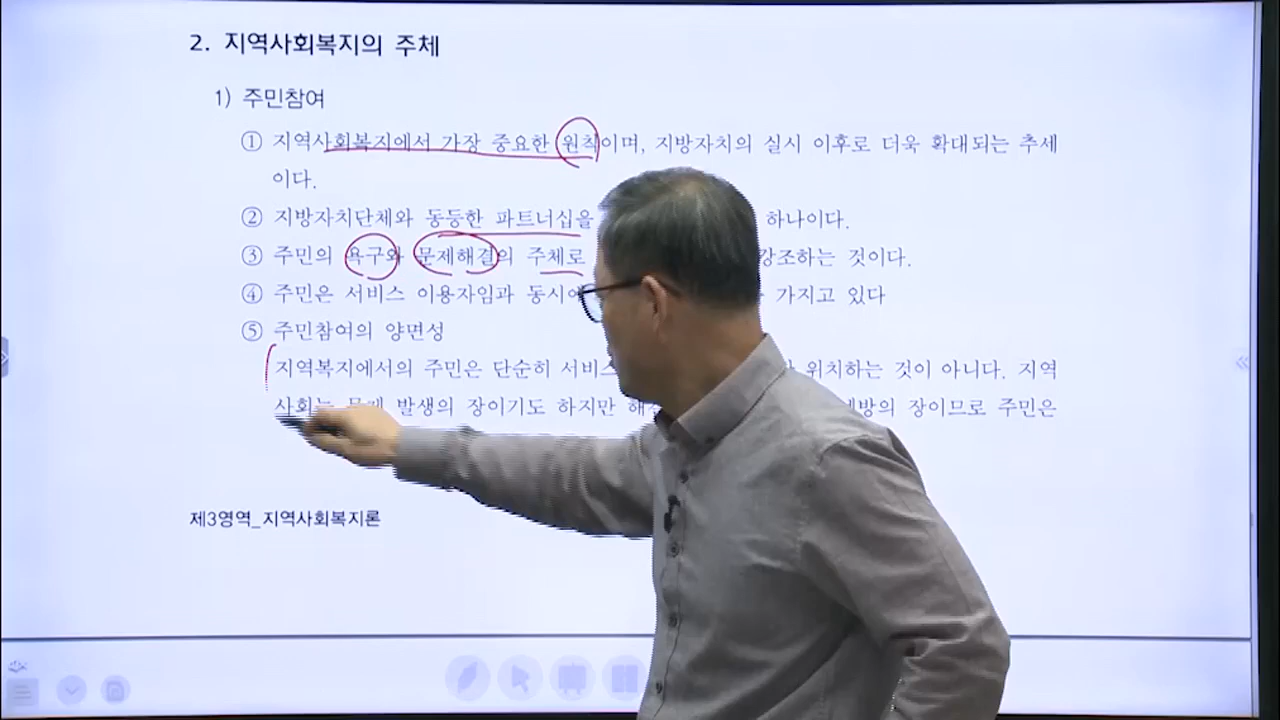 2. 지역사회복지의 주체
1) 주민참여
① 지역사회복지에서 가장 중요한 원칙이며, 지방자치의 실시 이후로 더욱 확대되는 추세
이다.
② 지방자치단체와 동등한 파트너십을 하나이다.
③ 주민의 욕구와 문제해결의 주체로 강조하는 것이다.
④ 주민은 서비스 이용자임과 동시에 가지고 있다
⑤ 주민참여의 양면성
지역복지에서의 주민은 단순히 서비스 위치하는 것이 아니다. 지역
사회는 문제 발생의 장이기도 하지만 장이므로 주민은
제3영역_지역사회복지론